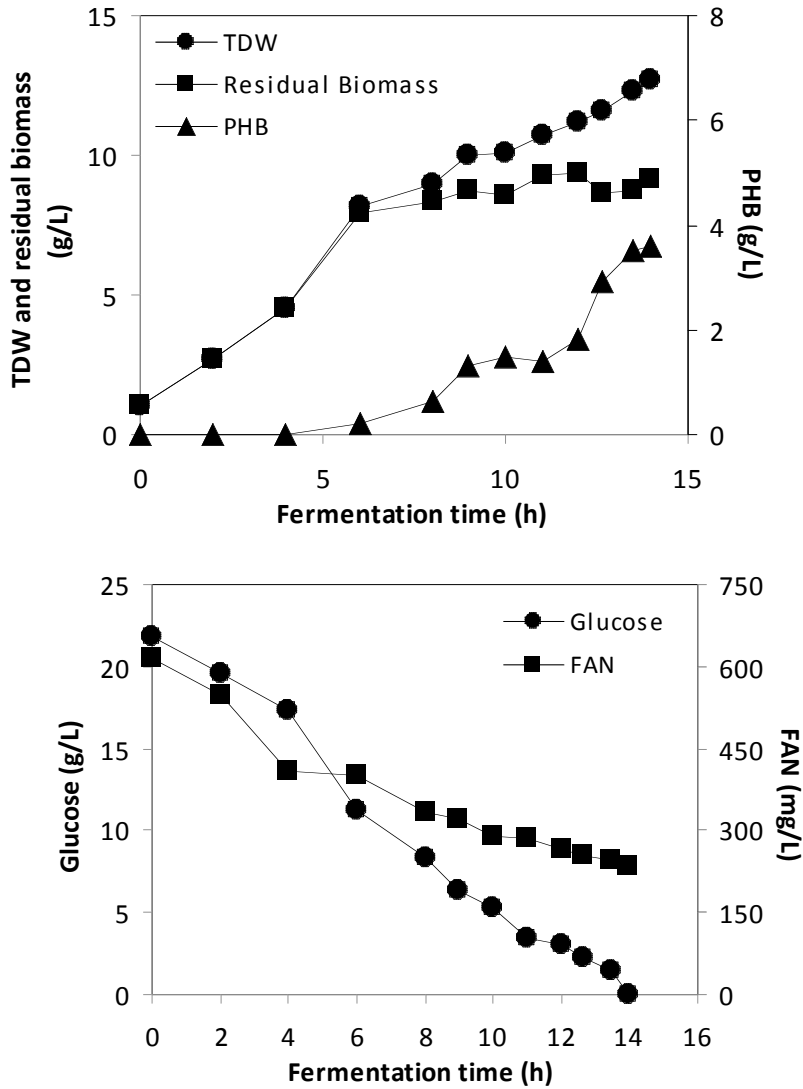 TDW
Residual Biomass
PHB
TDW and residual biomass
(g/L)
15
10
5
0
8
6
4
2
0
PHB (g/L)
0
5
10
15
Fermentation time (h)
Glucose
FAN
Glucose (g/L)
25
20
15
10
5
0
750
600
450
300
150
0
FAN (mg/L)
0 2 4 6 8 10 12 14 16
Fermentation time (h)